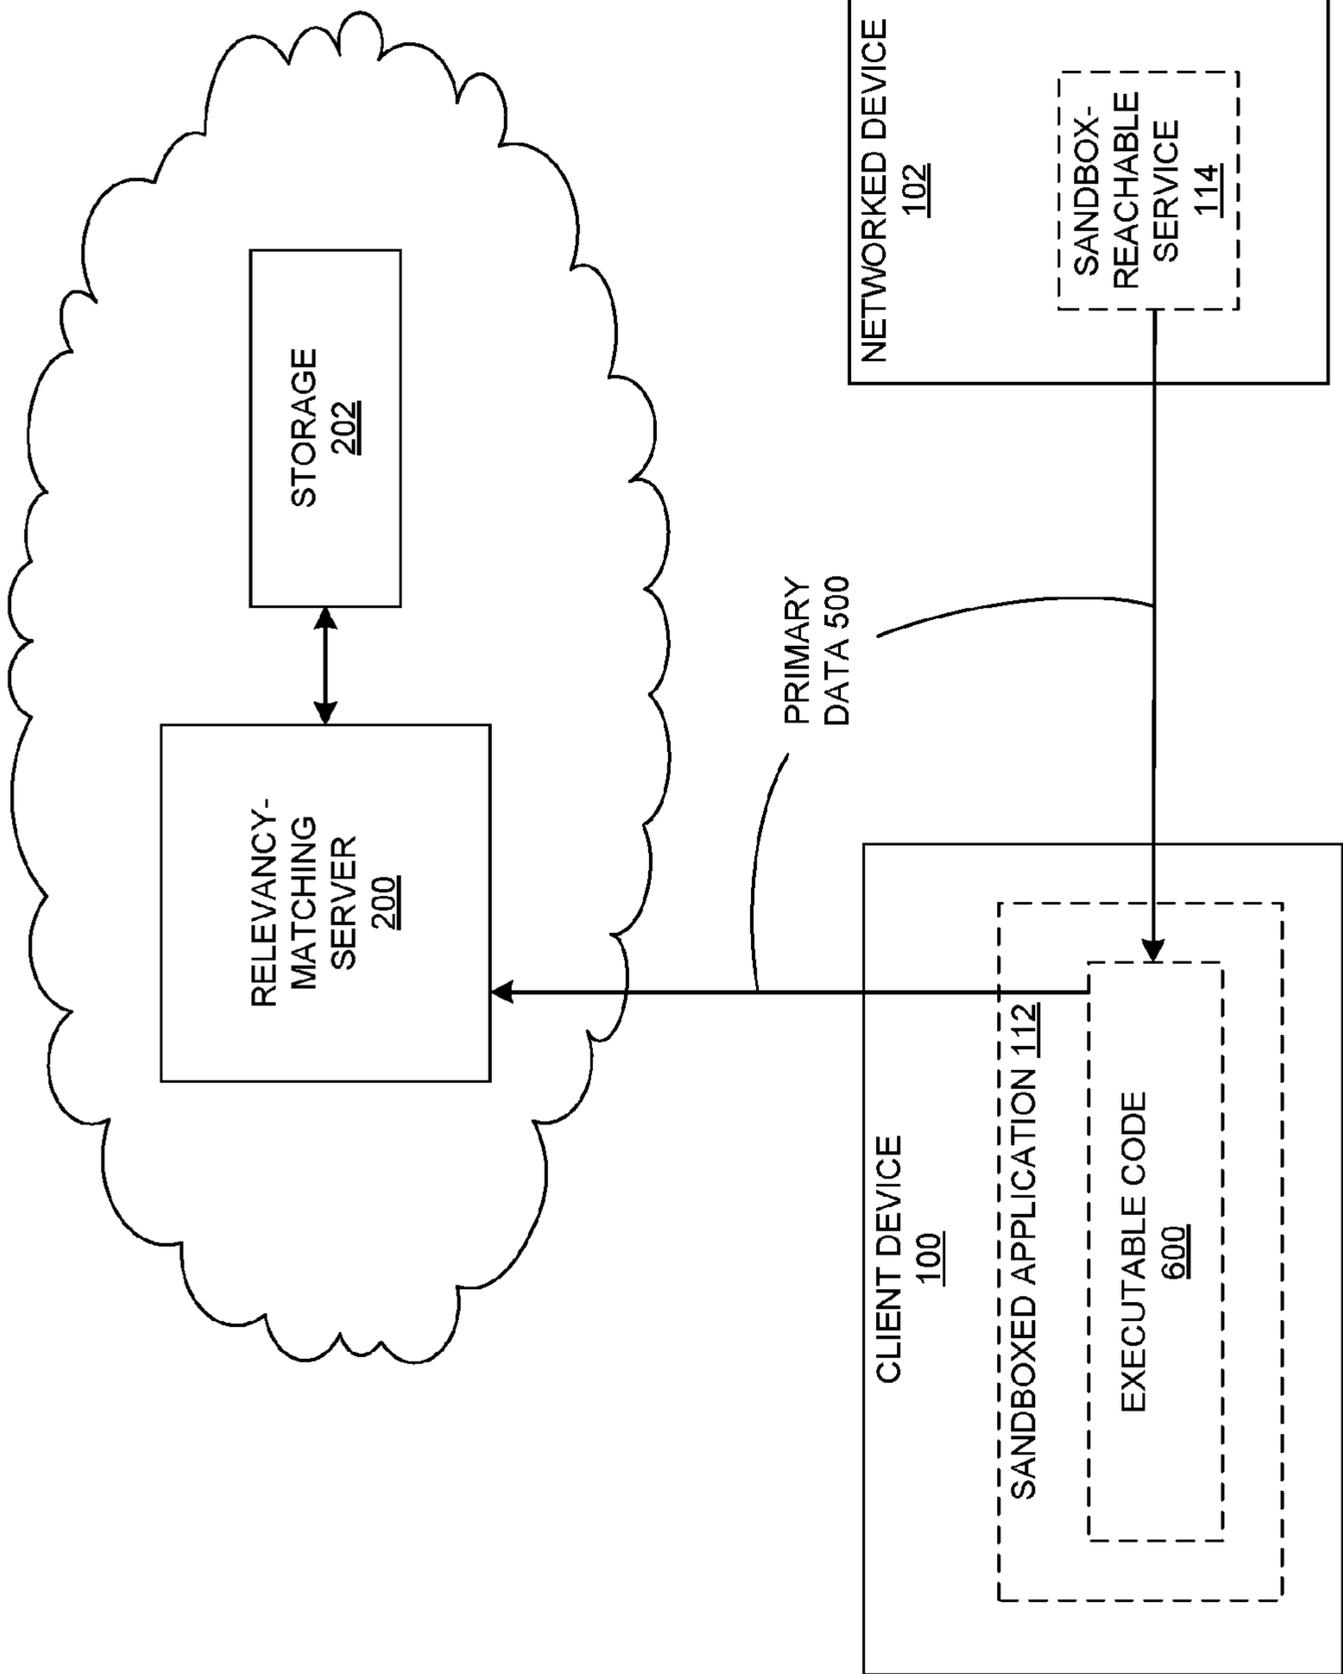 RELEVANCY-
MATCHING
SERVER
200
STORAGE
202
PRIMARY
DATA 500
CLIENT DEVICE
100
SANDBOXED APPLICATION 112
EXECUTABLE CODE
600
NETWORKED DEVICE
102
SANDBOX-
REACHABLE
SERVICE
114